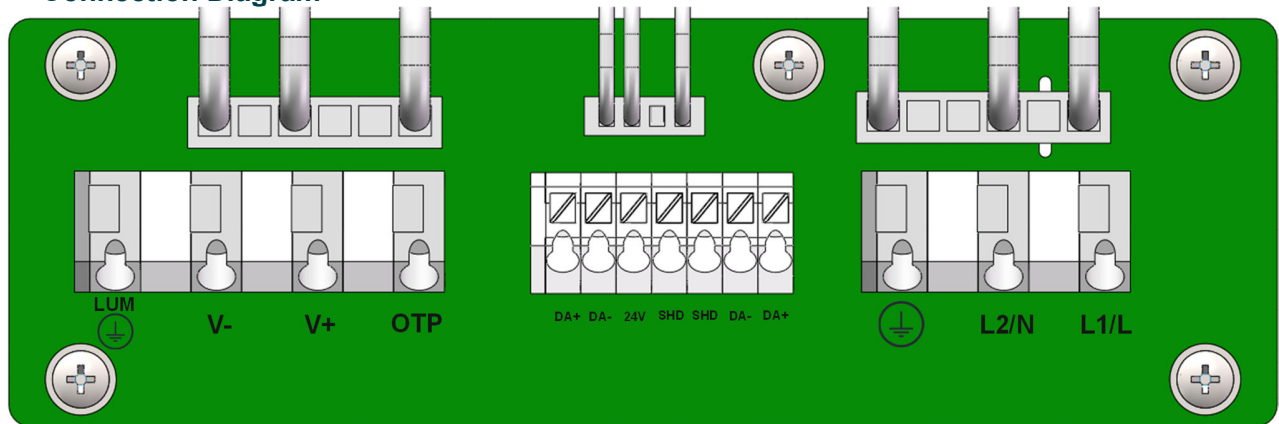 Connection Diagram
LUM
V-
V+
OTP
DA+ DA- 24V SHD SHD DA- DA+
L2/N
L1/L